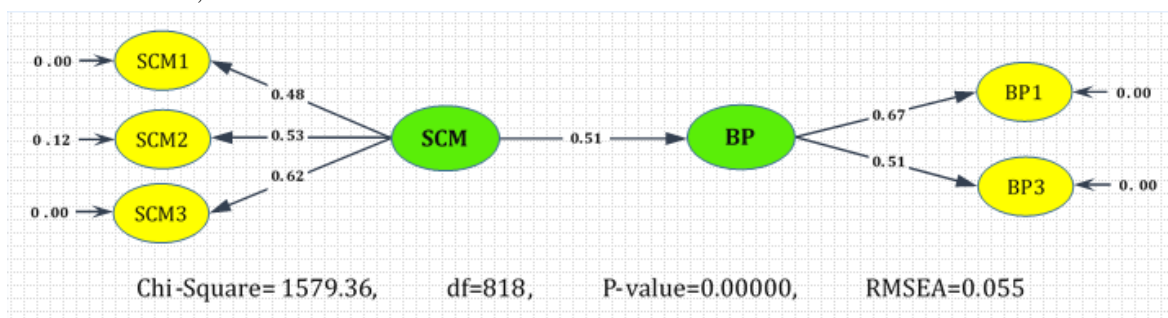 0.00
SCM1
0.48
0.12
SCM2
0.53
0.00
SCM3
0.62
SCM
0.51
BP
0.67
BP1
0.00
0.51
BP3
0.00
Chi-Square= 1579.36, df=818, P-value=0.00000, RMSEA=0.055